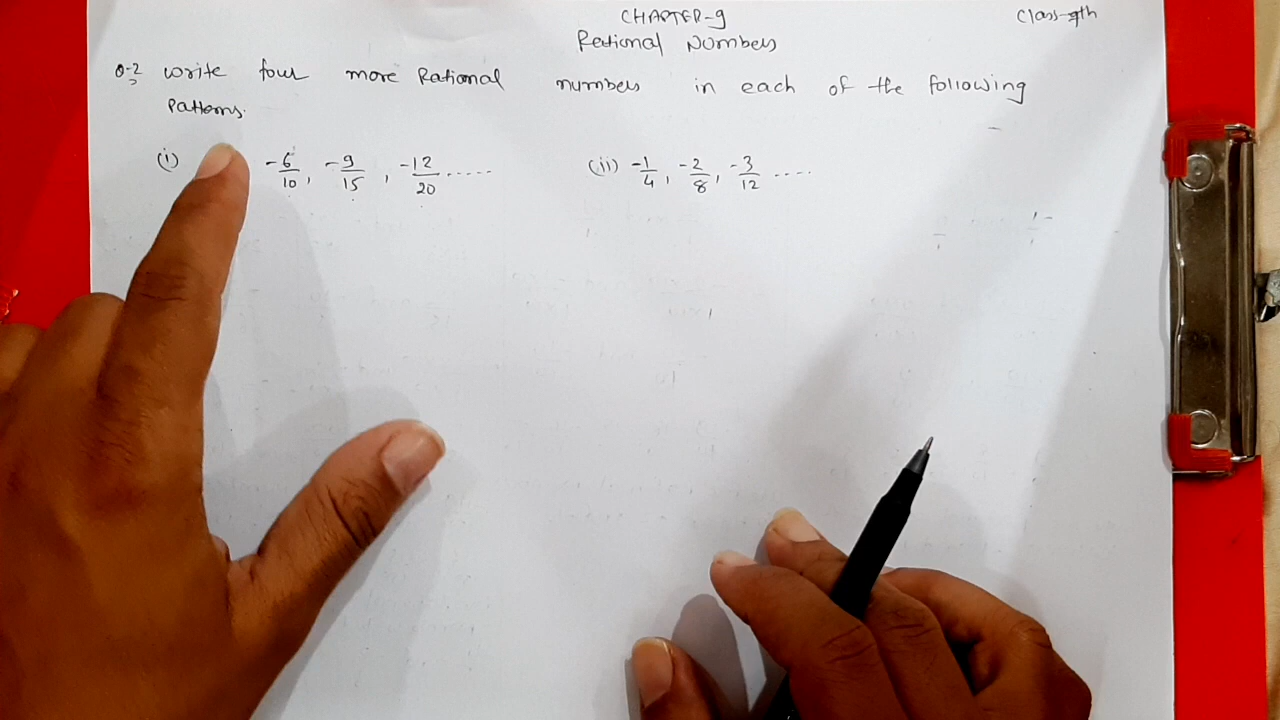 CHAPTER-9
Class-7th
Rational Numbers
Q-2 Write four more Rational numbers in each of the following
Patterns.
(i) -6/10, -9/15, -12/20 ..... (ii) -1/4, -2/8, -3/12 ....